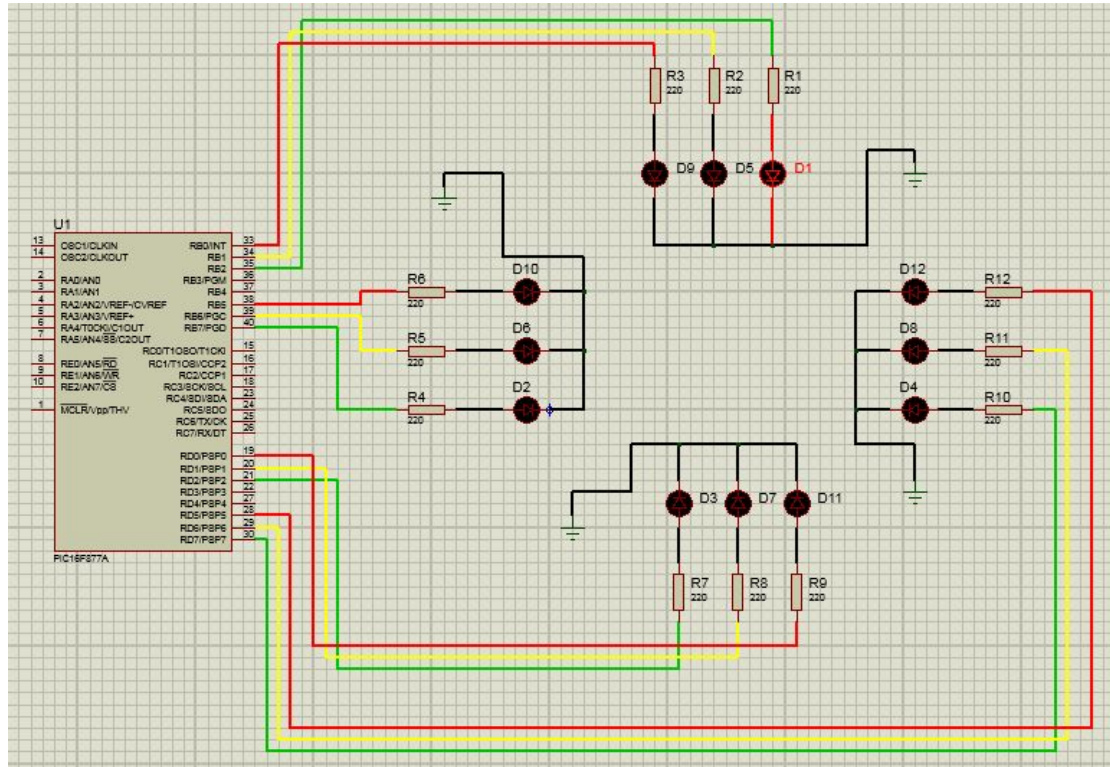 U1
13
14
2
3
4
5
6
7
8
9
10
1
OSC1/CLKIN
OSC2/CLKOUT
RA0/AN0
RA1/AN1
RA2/AN2/VREF-/CVREF
RA3/AN3/VREF+
RA4/T0CKI/C1OUT
RA5/AN4/SS/C2OUT
RE0/AN5/RD
RE1/AN6/WR
RE2/AN7/CS
MCLR/Vpp/THV
RB0/INT
RB1
RB2
RB3/PGM
RB4
RB5
RB6/PGC
RB7/PGD
RC0/T1OSO/T1CKI
RC1/T1OSI/CCP2
RC2/CCP1
RC3/SCK/SCL
RC4/SDI/SDA
RC5/SDO
RC6/TX/CK
RC7/RX/DT
RD0/PSP0
RD1/PSP1
RD2/PSP2
RD3/PSP3
RD4/PSP4
RD5/PSP5
RD6/PSP6
RD7/PSP7
33
34
35
36
37
38
39
40
15
16
17
18
23
24
25
26
19
20
21
22
27
28
29
30
PIC16F877A
R3
220
R2
220
R1
220
D9
D5
D1
R6
220
D10
R5
220
D6
R4
220
D2
D12
R12
220
D8
R11
220
D4
R10
220
D3
D7
D11
R7
220
R8
220
R9
220